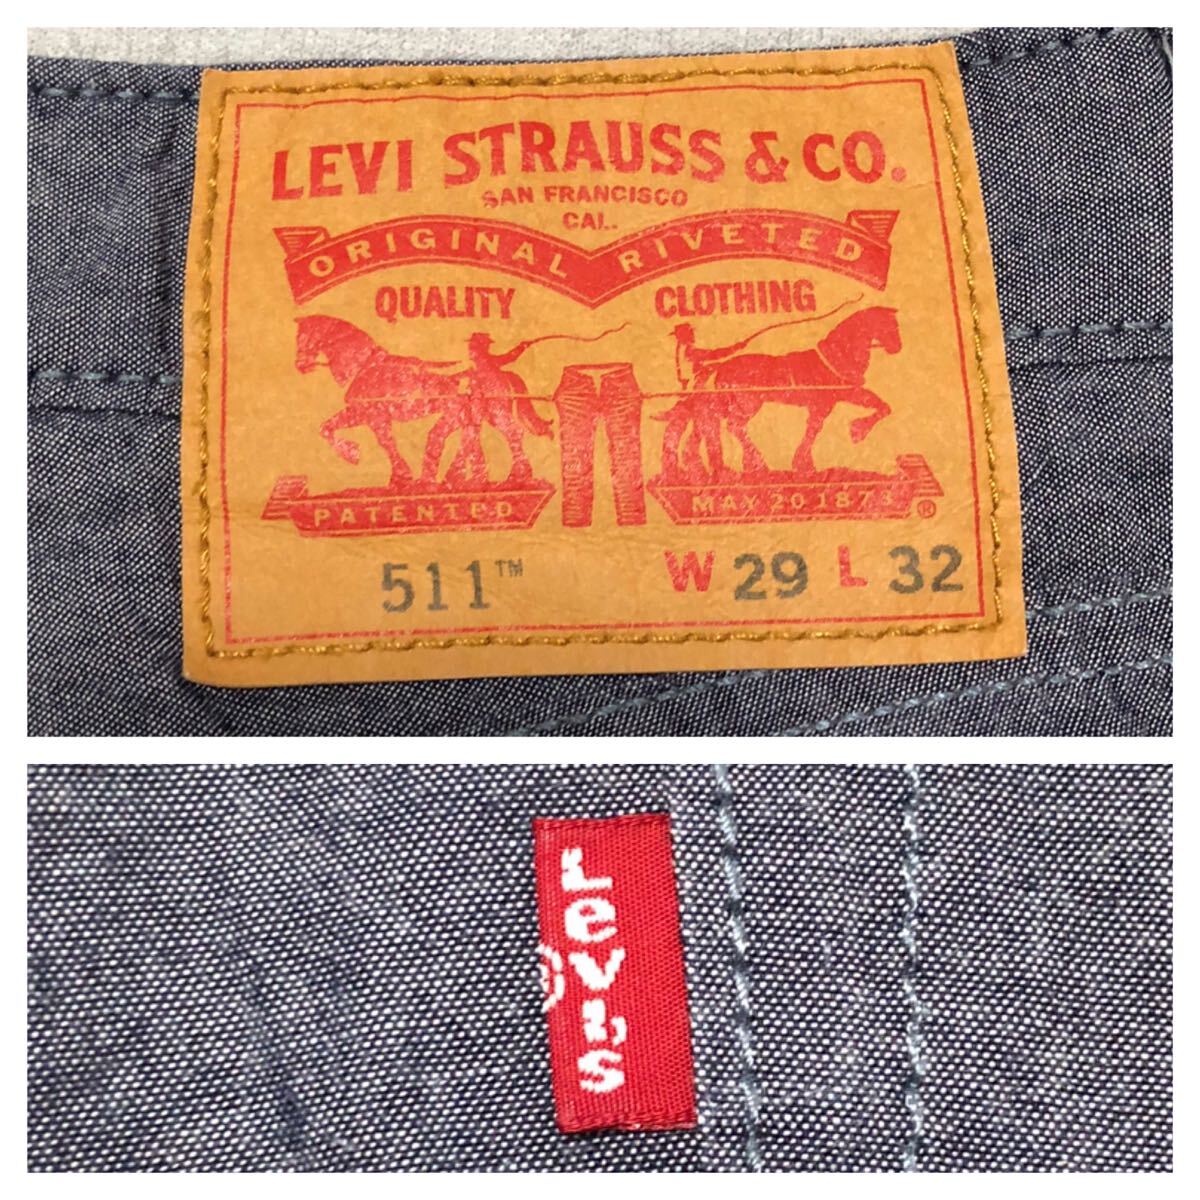 LEVI STRAUSS & CO.
SAN FRANCISCO
CAL.
ORIGINAL RIVETED
QUALITY CLOTHING
PATENTED MAY 20 1873 ®
511™ W 29 L 32
LeVI'S
®